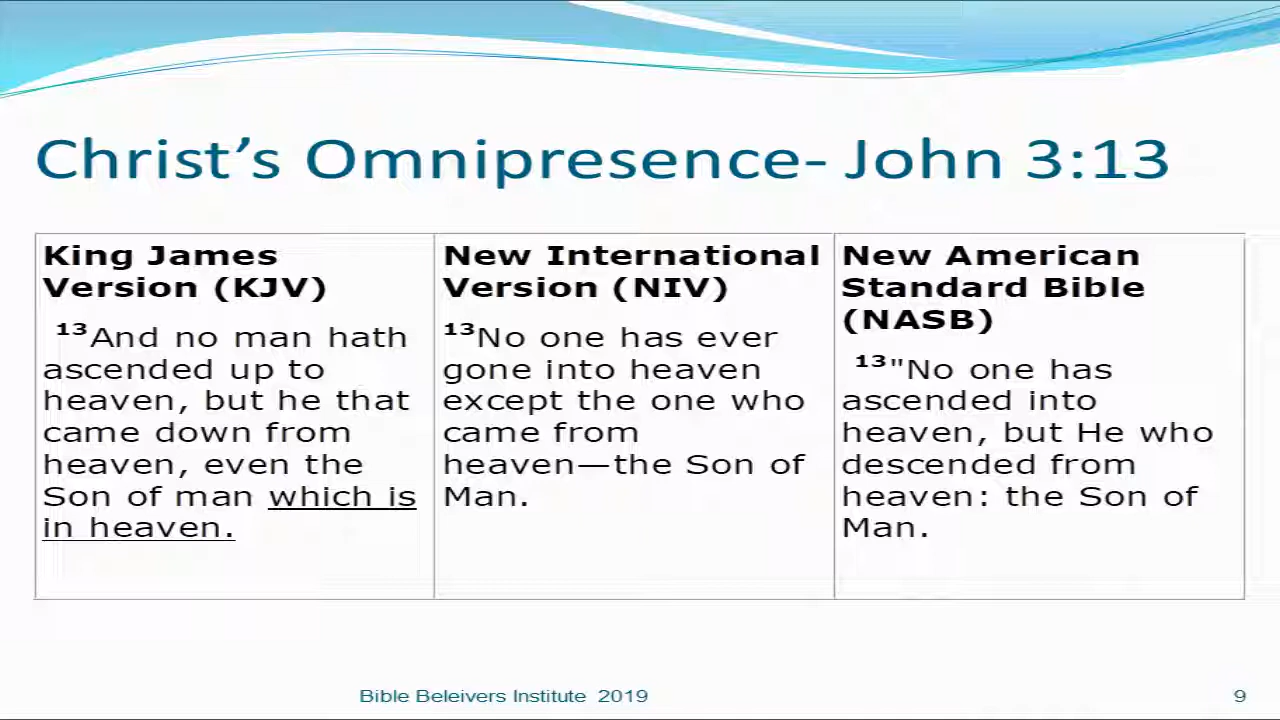 Christ’s Omnipresence- John 3:13
King James
Version (KJV)
13And no man hath
ascended up to
heaven, but he that
came down from
heaven, even the
Son of man which is
in heaven.
New International
Version (NIV)
13No one has ever
gone into heaven
except the one who
came from
heaven—the Son of
Man.
New American
Standard Bible
(NASB)
13"No one has
ascended into
heaven, but He who
descended from
heaven: the Son of
Man.
Bible Beleivers Institute 2019
9